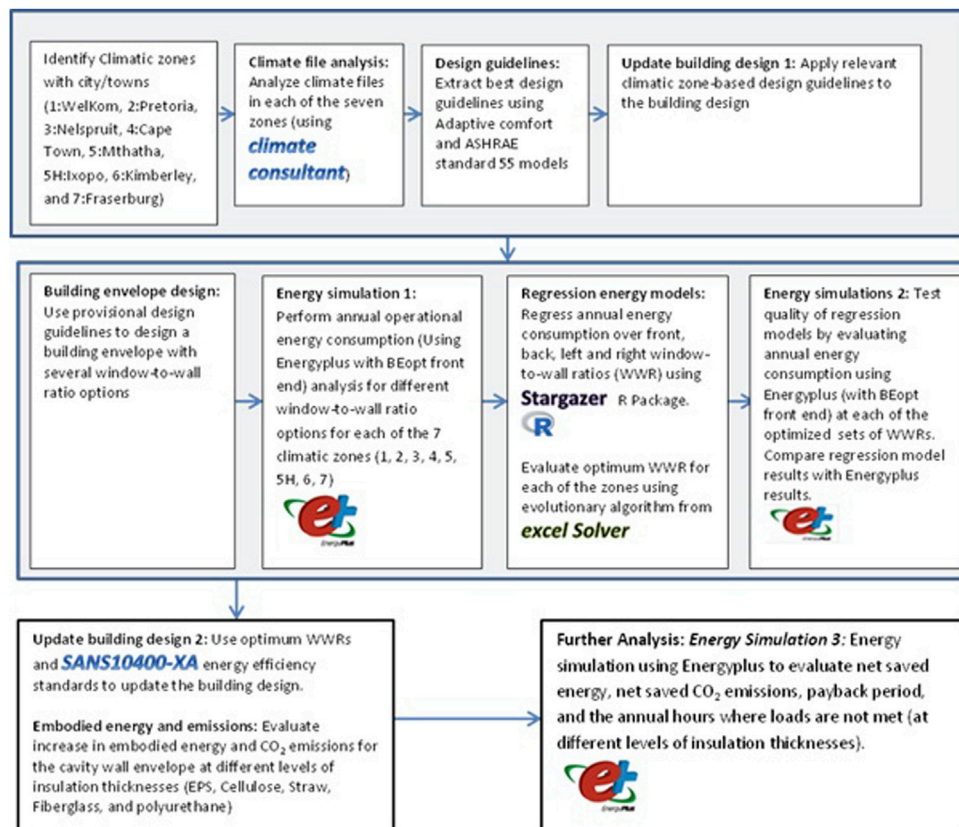 Identify Climatic zones
with city/towns
(1:WelKom, 2:Pretoria,
3:Nelspruit, 4:Cape
Town, 5:Mthatha,
5H:Ixopo, 6:Kimberley,
and 7:Fraserburg)
Climate file analysis:
Analyze climate files
in each of the seven
zones (using
climate
consultant)
Design guidelines:
Extract best design
guidelines using
Adaptive comfort
and ASHRAE
standard 55 models
Update building design 1: Apply relevant
climatic zone-based design guidelines to
the building design
Building envelope design:
Use provisional design
guidelines to design a
building envelope with
several window-to-wall
ratio options
Energy simulation 1:
Perform annual operational
energy consumption (Using
Energyplus with BEopt front
end) analysis for different
window-to-wall ratio
options for each of the 7
climatic zones (1, 2, 3, 4, 5,
5H, 6, 7)
et
EnergyPlus
Regression energy models:
Regress annual energy
consumption over front,
back, left and right window-
to-wall ratios (WWR) using
Stargazer R Package.
R
Evaluate optimum WWR for
each of the zones using
evolutionary algorithm from
excel Solver
Energy simulations 2: Test
quality of regression
models by evaluating
annual energy
consumption using
Energyplus (with BEopt
front end) at each of the
optimized sets of WWRs.
Compare regression model
results with Energyplus
results.
et
EnergyPlus
Update building design 2: Use optimum WWRs
and SANS10400-XA energy efficiency
standards to update the building design.
Embodied energy and emissions: Evaluate
increase in embodied energy and CO₂ emissions for
the cavity wall envelope at different levels of
insulation thicknesses (EPS, Cellulose, Straw,
Fiberglass, and polyurethane)
Further Analysis: Energy Simulation 3: Energy
simulation using Energyplus to evaluate net saved
energy, net saved CO₂ emissions, payback period,
and the annual hours where loads are not met (at
different levels of insulation thicknesses).
et
EnergyPlus